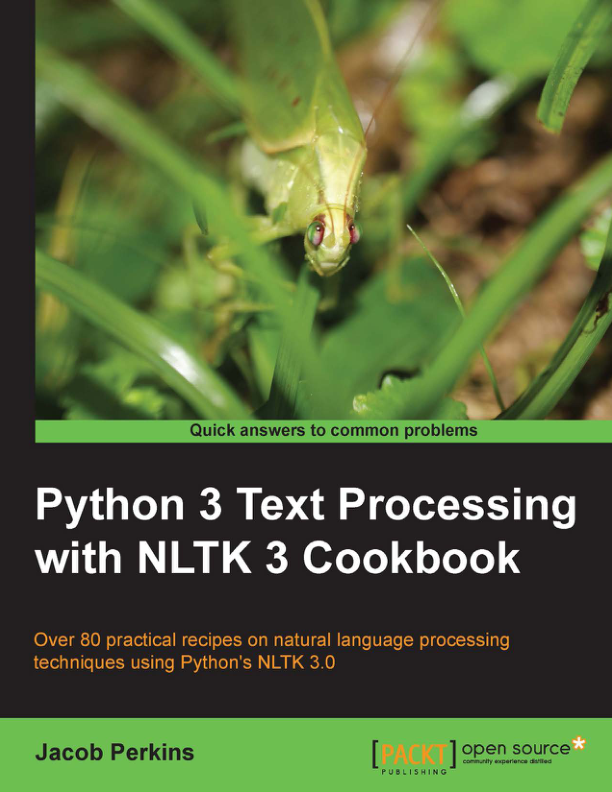 Quick answers to common problems
Python 3 Text Processing
with NLTK 3 Cookbook
Over 80 practical recipes on natural language processing
techniques using Python's NLTK 3.0
Jacob Perkins
[PACKT]
PUBLISHING
open source*
community experience distilled